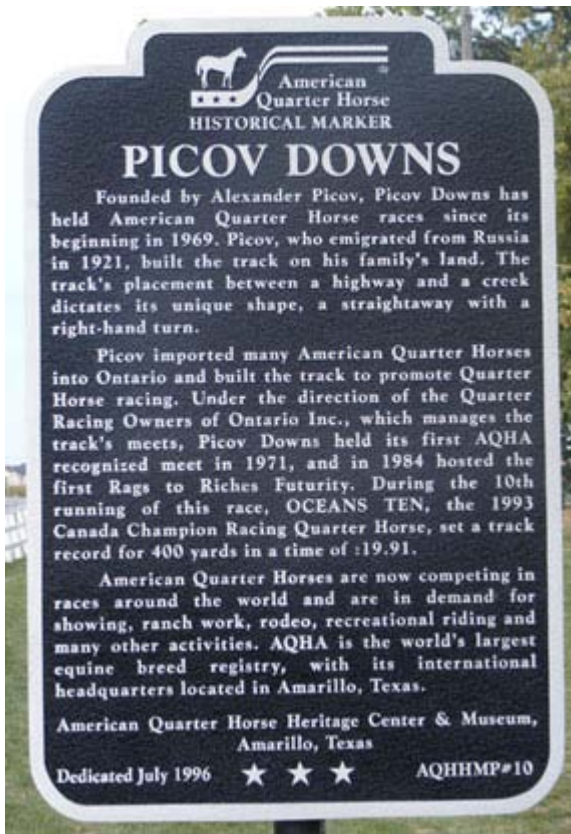 American
Quarter Horse
HISTORICAL MARKER
PICOV DOWNS
Founded by Alexander Picov, Picov Downs has
held American Quarter Horse races since its
beginning in 1969. Picov, who emigrated from Russia
in 1921, built the track on his family's land. The
track's placement between a highway and a creek
dictates its unique shape, a straightaway with a
right-hand turn.
Picov imported many American Quarter Horses
into Ontario and built the track to promote Quarter
Horse racing. Under the direction of the Quarter
Racing Owners of Ontario Inc., which manages the
track's meets, Picov Downs held its first AQHA
recognized meet in 1971, and in 1984 hosted the
first Rags to Riches Futurity. During the 10th
running of this race, OCEANS TEN, the 1993
Canada Champion Racing Quarter Horse, set a track
record for 400 yards in a time of :19.91.
American Quarter Horses are now competing in
races around the world and are in demand for
showing, ranch work, rodeo, recreational riding and
many other activities. AQHA is the world's largest
equine breed registry, with its international
headquarters located in Amarillo, Texas.
American Quarter Horse Heritage Center & Museum,
Amarillo, Texas
Dedicated July 1996 ★ ★ ★ AQHHMP#10